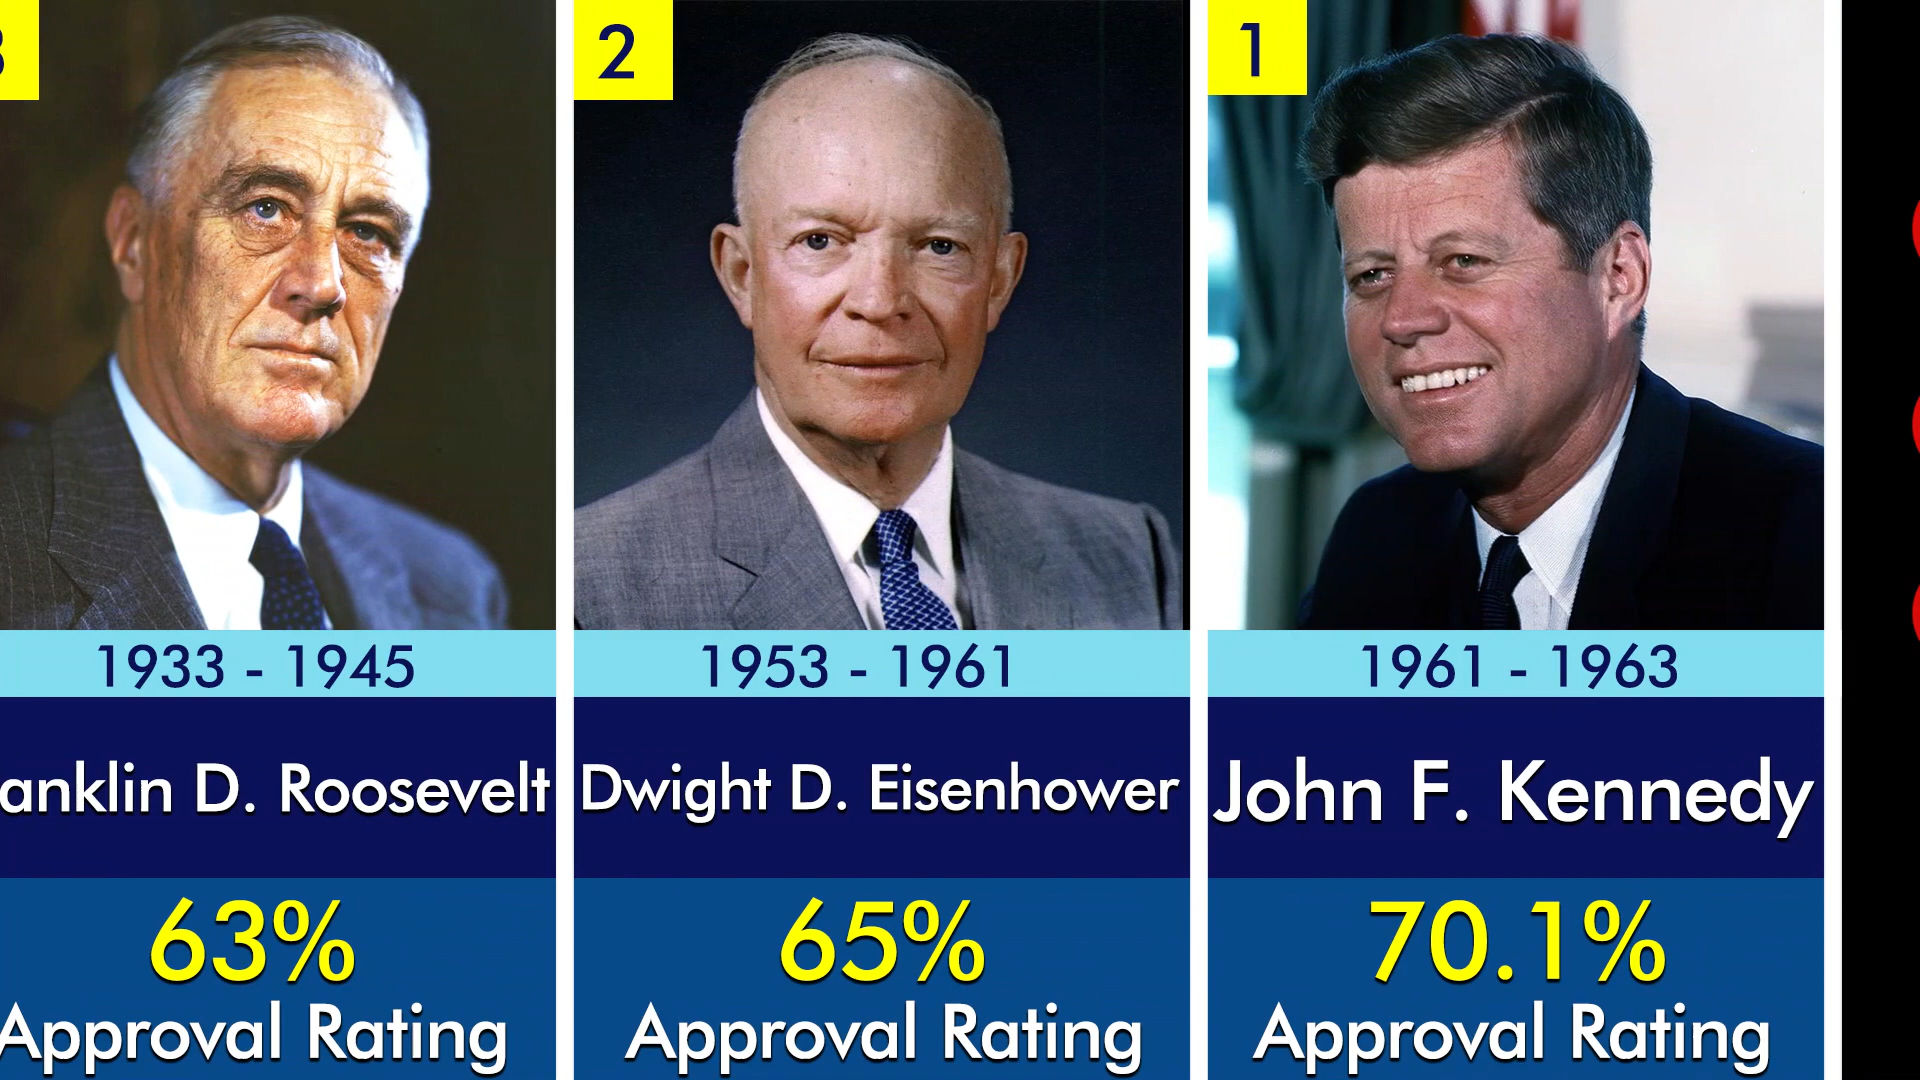 3
1933 - 1945
anklin D. Roosevelt
63%
Approval Rating
2
1953 - 1961
Dwight D. Eisenhower
65%
Approval Rating
1
1961 - 1963
John F. Kennedy
70.1%
Approval Rating